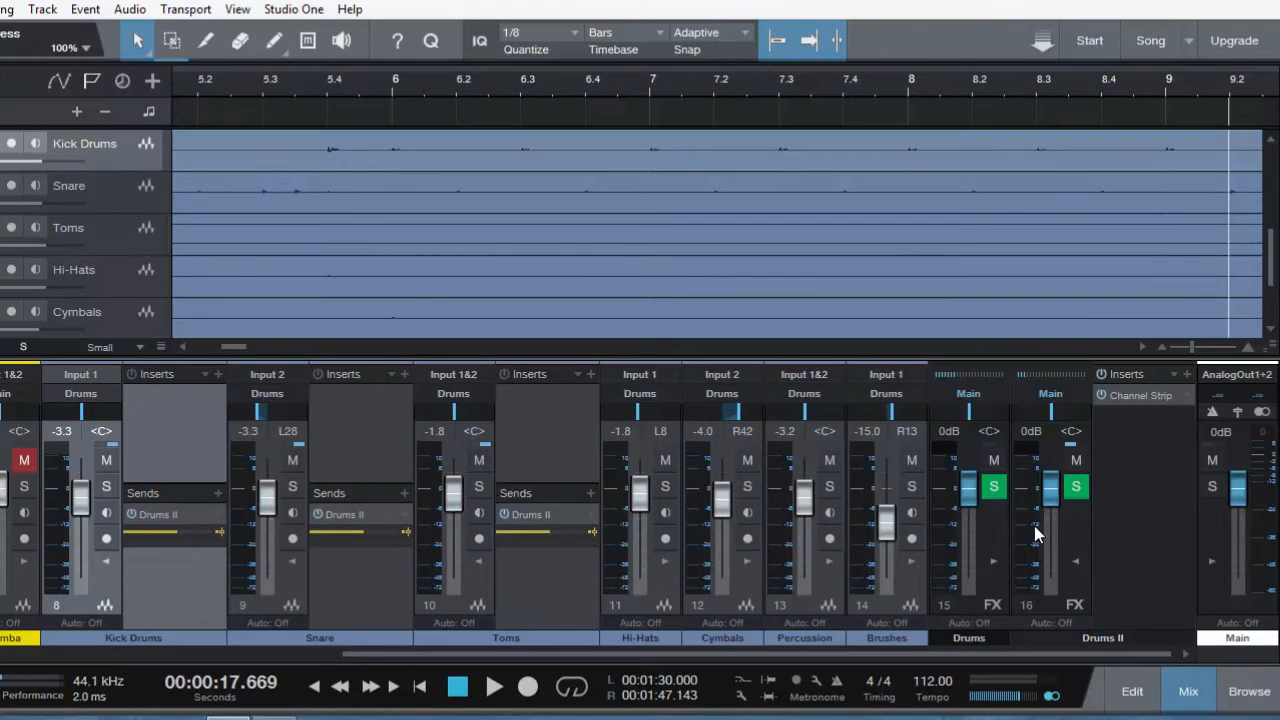 ng Track Event Audio Transport View Studio One Help
ess
100%
? Q IQ 1/8 Bars Adaptive Start Song Upgrade
Quantize Timebase Snap
5.2 5.3 5.4 6 6.2 6.3 6.4 7 7.2 7.3 7.4 8 8.2 8.3 8.4 9 9.2
Kick Drums
Snare
Toms
Hi-Hats
Cymbals
S Small
1&2 Input 1 Inserts Input 2 Inserts Input 1&2 Inserts Input 1 Input 2 Input 1&2 Input 1 Inserts AnalogOut1+2
ain Drums Drums Drums Drums Drums Drums Drums Main Main Channel Strip
-3.3 <C> -3.3 L28 -1.8 <C> -1.8 L8 -4.0 R42 -3.2 <C> -15.0 R13 0dB <C> 0dB <C> 0dB 0
M M M M M M M M M M M
S S Sends S Sends S Sends S S S S S S S
Drums II Drums II Drums II
8 9 10 11 12 13 14 15 FX 16 FX
Auto: Off Auto: Off Auto: Off Auto: Off Auto: Off Auto: Off Auto: Off Auto: Off Auto: Off Auto: Off
mba Kick Drums Snare Toms Hi-Hats Cymbals Percussion Brushes Drums Drums II Main
44.1 kHz 00:00:17.669 L 00:01:30.000 4 / 4 112.00
Performance 2.0 ms Seconds R 00:01:47.143 Metronome Timing Tempo Edit Mix Browse